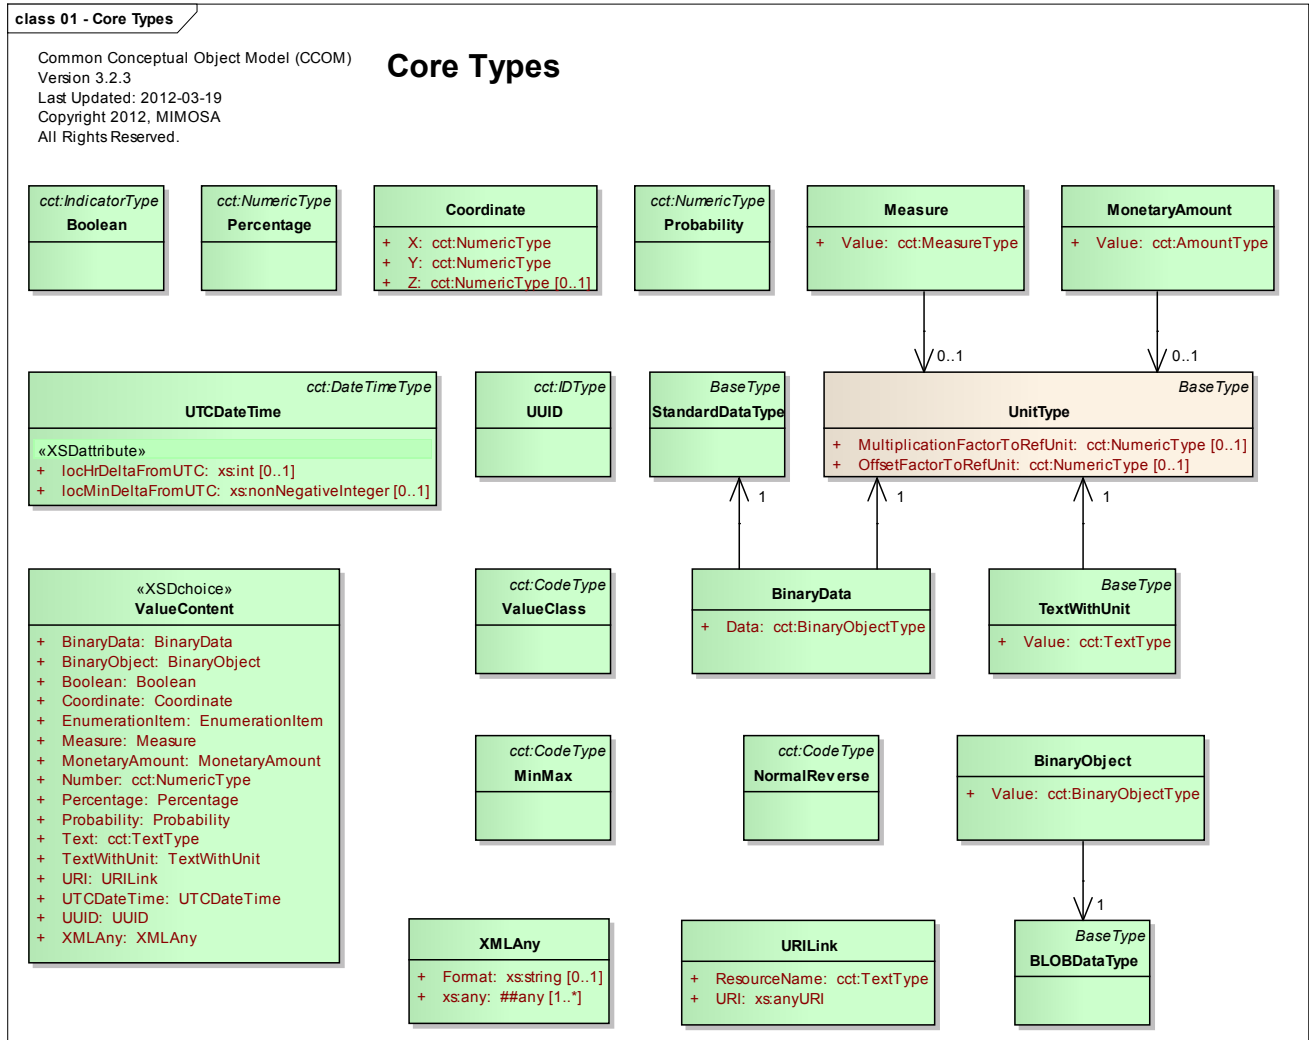 class 01 - Core Types
Common Conceptual Object Model (CCOM)
Version 3.2.3
Last Updated: 2012-03-19
Copyright 2012, MIMOSA
All Rights Reserved.
Core Types
cct:IndicatorType
Boolean
cct:NumericType
Percentage
Coordinate
+ X: cct:NumericType
+ Y: cct:NumericType
+ Z: cct:NumericType [0..1]
cct:NumericType
Probability
Measure
+ Value: cct:MeasureType
MonetaryAmount
+ Value: cct:AmountType
0..1
0..1
cct:DateTimeType
UTCDateTime
«XSDattribute»
+ locHrDeltaFromUTC: xs:int [0..1]
+ locMinDeltaFromUTC: xs:nonNegativeInteger [0..1]
cct:IDType
UUID
BaseType
StandardDataType
BaseType
UnitType
+ MultiplicationFactorToRefUnit: cct:NumericType [0..1]
+ OffsetFactorToRefUnit: cct:NumericType [0..1]
1
1
1
«XSDchoice»
ValueContent
+ BinaryData: BinaryData
+ BinaryObject: BinaryObject
+ Boolean: Boolean
+ Coordinate: Coordinate
+ EnumerationItem: EnumerationItem
+ Measure: Measure
+ MonetaryAmount: MonetaryAmount
+ Number: cct:NumericType
+ Percentage: Percentage
+ Probability: Probability
+ Text: cct:TextType
+ TextWithUnit: TextWithUnit
+ URI: URILink
+ UTCDateTime: UTCDateTime
+ UUID: UUID
+ XMLAny: XMLAny
cct:CodeType
ValueClass
BinaryData
+ Data: cct:BinaryObjectType
BaseType
TextWithUnit
+ Value: cct:TextType
cct:CodeType
MinMax
cct:CodeType
NormalReverse
BinaryObject
+ Value: cct:BinaryObjectType
1
XMLAny
+ Format: xs:string [0..1]
+ xs:any: ##any [1..*]
URILink
+ ResourceName: cct:TextType
+ URI: xs:anyURI
BaseType
BLOBDataType